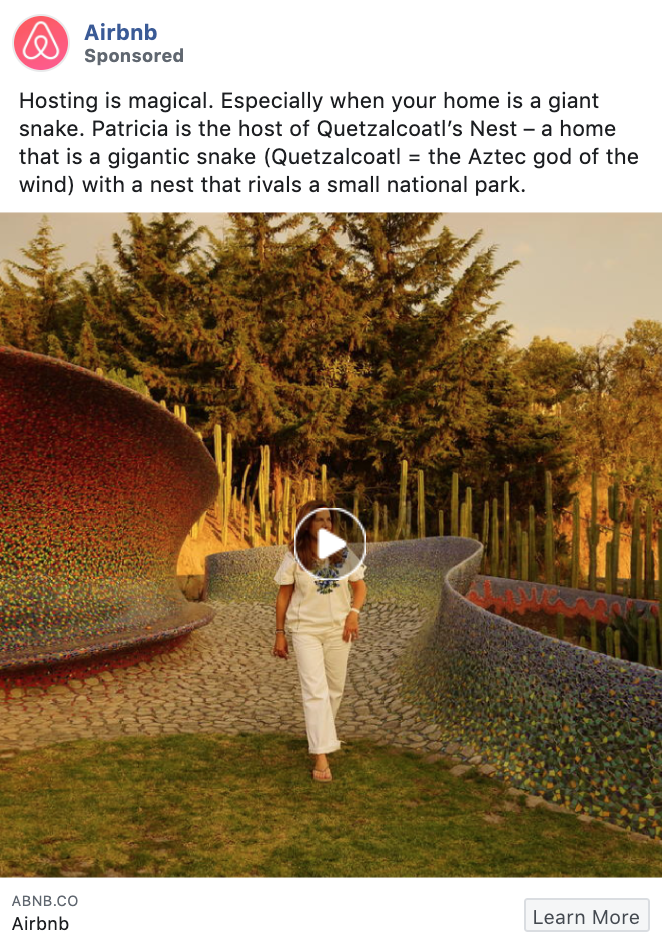 Airbnb
Sponsored
Hosting is magical. Especially when your home is a giant
snake. Patricia is the host of Quetzalcoatl’s Nest – a home
that is a gigantic snake (Quetzalcoatl = the Aztec god of the
wind) with a nest that rivals a small national park.
ABNB.CO
Airbnb
Learn More